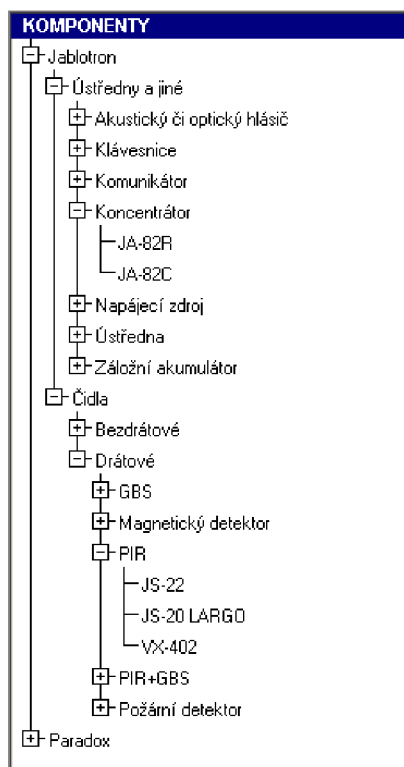 KOMPONENTY
Jablotron
Ústředny a jiné
Akustický či optický hlásič
Klávesnice
Komunikátor
Koncentrátor
JA-82R
JA-82C
Napájecí zdroj
Ústředna
Záložní akumulátor
Čidla
Bezdrátové
Drátové
GBS
Magnetický detektor
PIR
JS-22
JS-20 LARGO
VX-402
PIR+GBS
Požární detektor
Paradox